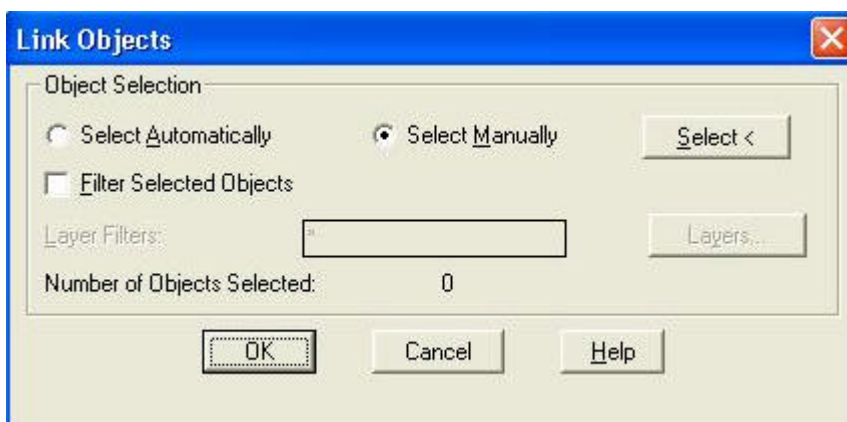 Link Objects
Object Selection
Select Automatically Select Manually Select <
Filter Selected Objects
Layer Filters: * Layers...
Number of Objects Selected: 0
OK Cancel Help